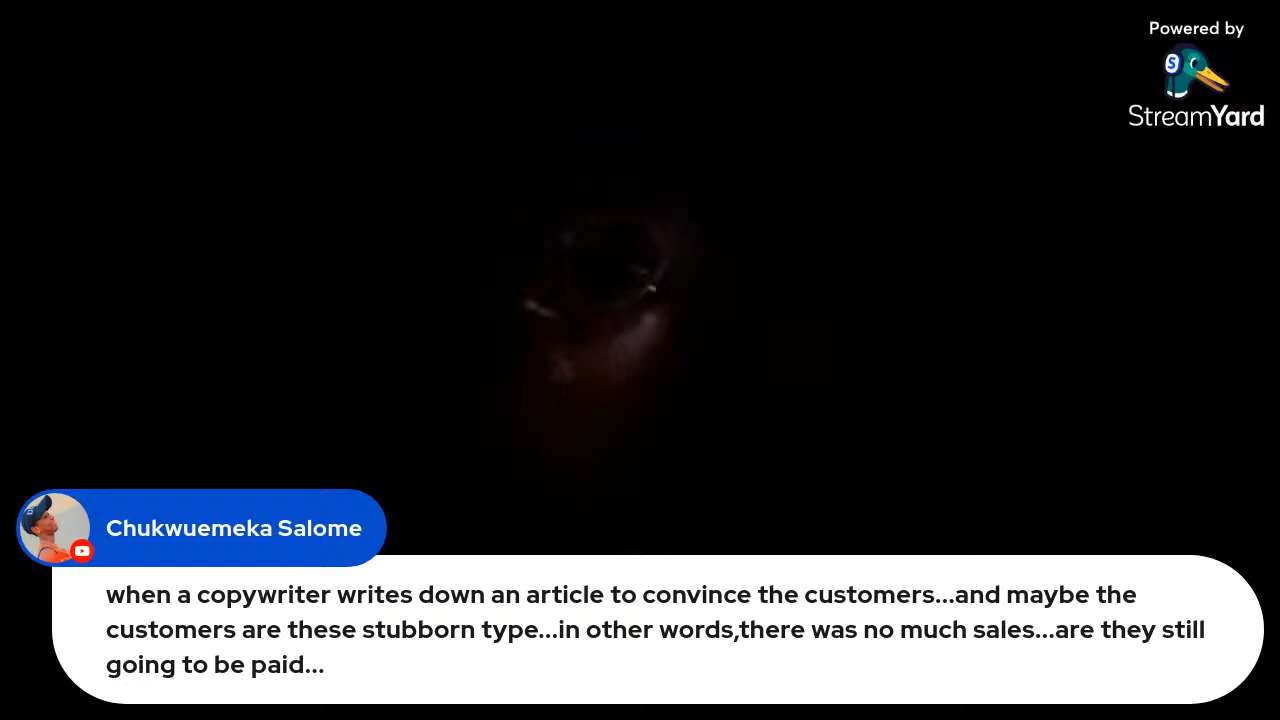 Powered by
S
StreamYard
Chukwuemeka Salome
when a copywriter writes down an article to convince the customers...and maybe the
customers are these stubborn type...in other words,there was no much sales...are they still
going to be paid...